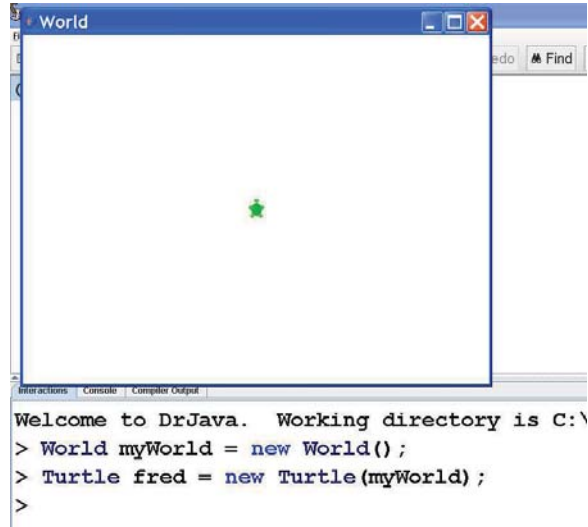 World
edo Find
Interactions Console Compiler Output
Welcome to DrJava. Working directory is C:\
> World myWorld = new World();
> Turtle fred = new Turtle(myWorld);
>